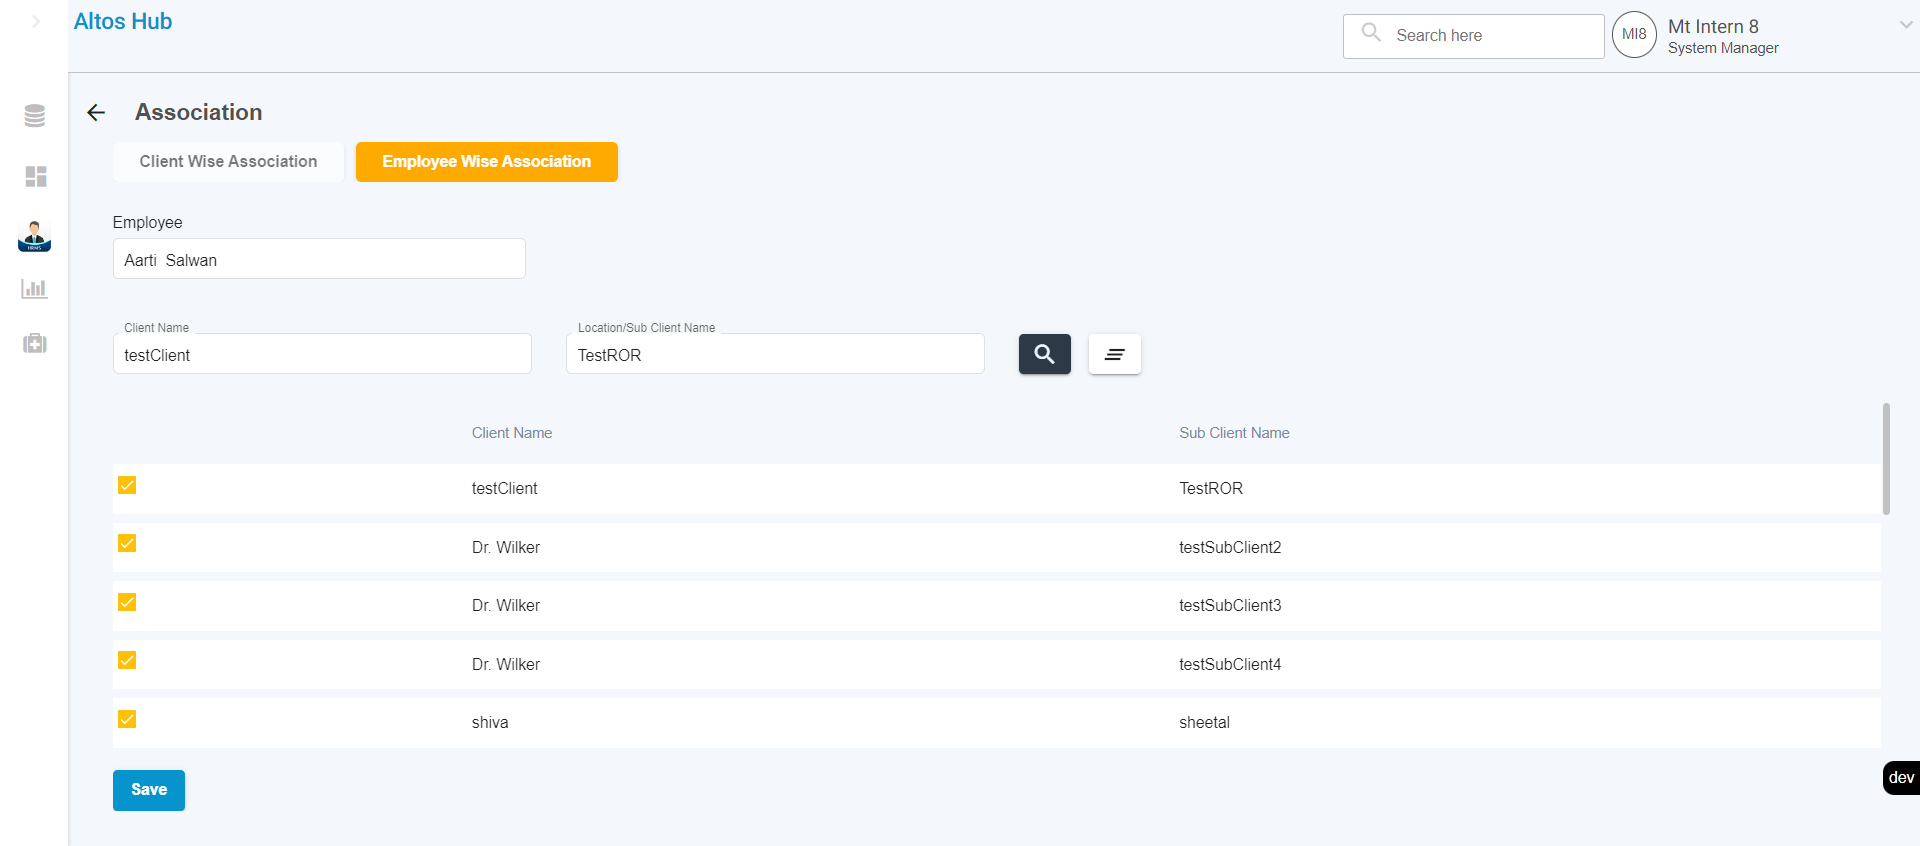 Altos Hub
Search here
MI8
Mt Intern 8
System Manager
Association
Client Wise Association
Employee Wise Association
Employee
Aarti  Salwan
Client Name
Location/Sub Client Name
testClient
TestROR
Client Name
Sub Client Name
testClient
TestROR
Dr. Wilker
testSubClient2
Dr. Wilker
testSubClient3
Dr. Wilker
testSubClient4
shiva
sheetal
Save
dev
HRMS